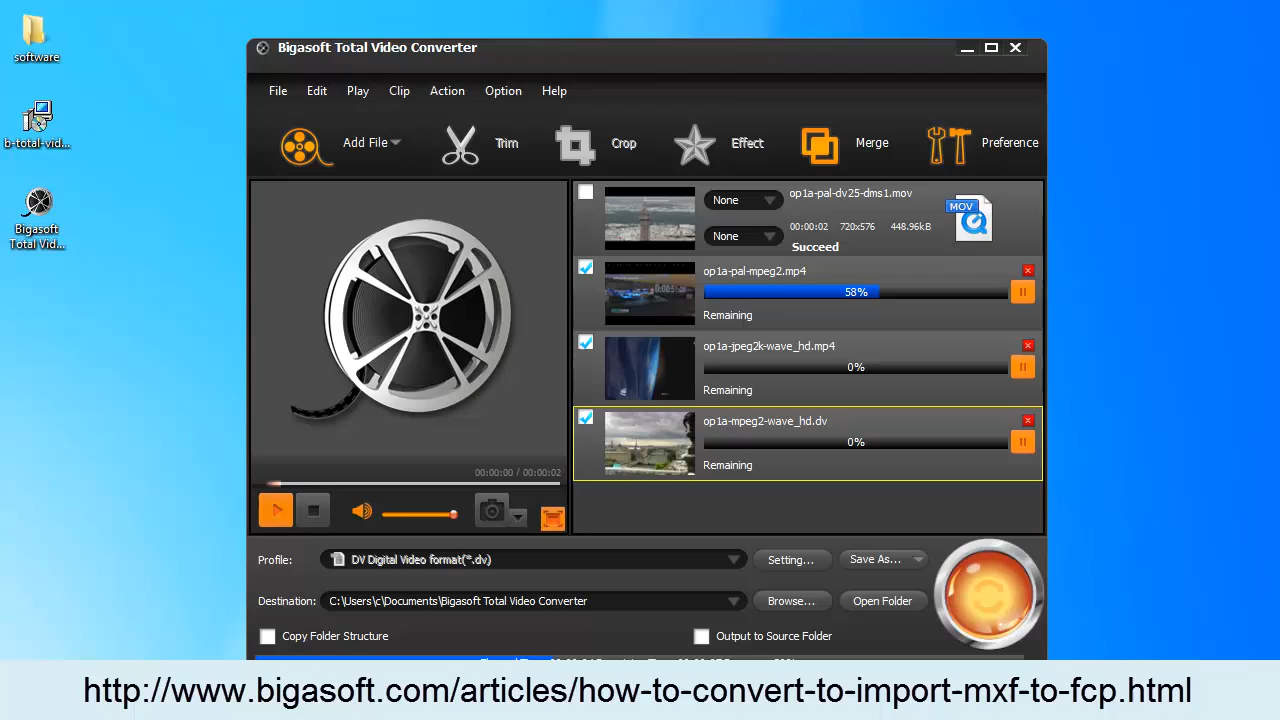 software
b-total-vid...
Bigasoft
Total Vid...
Bigasoft Total Video Converter
File Edit Play Clip Action Option Help
Add File Trim Crop Effect Merge Preference
None
op1a-pal-dv25-dms1.mov
MOV
00:00:02 720x576 448.96kB
None
Succeed
op1a-pal-mpeg2.mp4
58%
Remaining
op1a-jpeg2k-wave_hd.mp4
0%
Remaining
op1a-mpeg2-wave_hd.dv
0%
Remaining
00:00:00 / 00:00:02
Profile: DV Digital Video format(*.dv) Setting... Save As...
Destination: C:\Users\c\Documents\Bigasoft Total Video Converter Browse... Open Folder
Copy Folder Structure Output to Source Folder
http://www.bigasoft.com/articles/how-to-convert-to-import-mxf-to-fcp.html